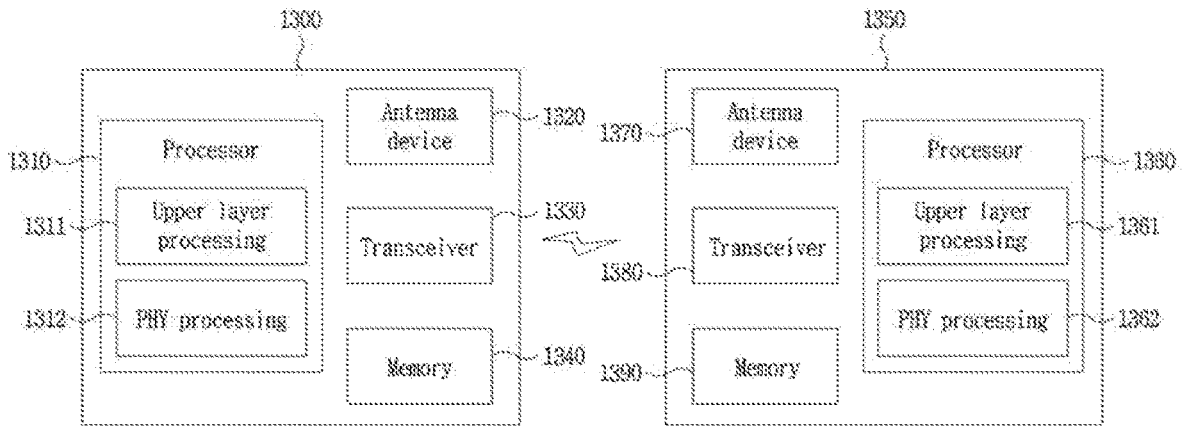 1300
1350
Antenna
device
1320
1310
Processor
1311
Upper layer
processing
1330
Transceiver
1312
PHY processing
1340
Memory
1370
Antenna
device
Processor
1360
Upper layer
processing
1361
Transceiver
1380
PHY processing
1362
1390
Memory